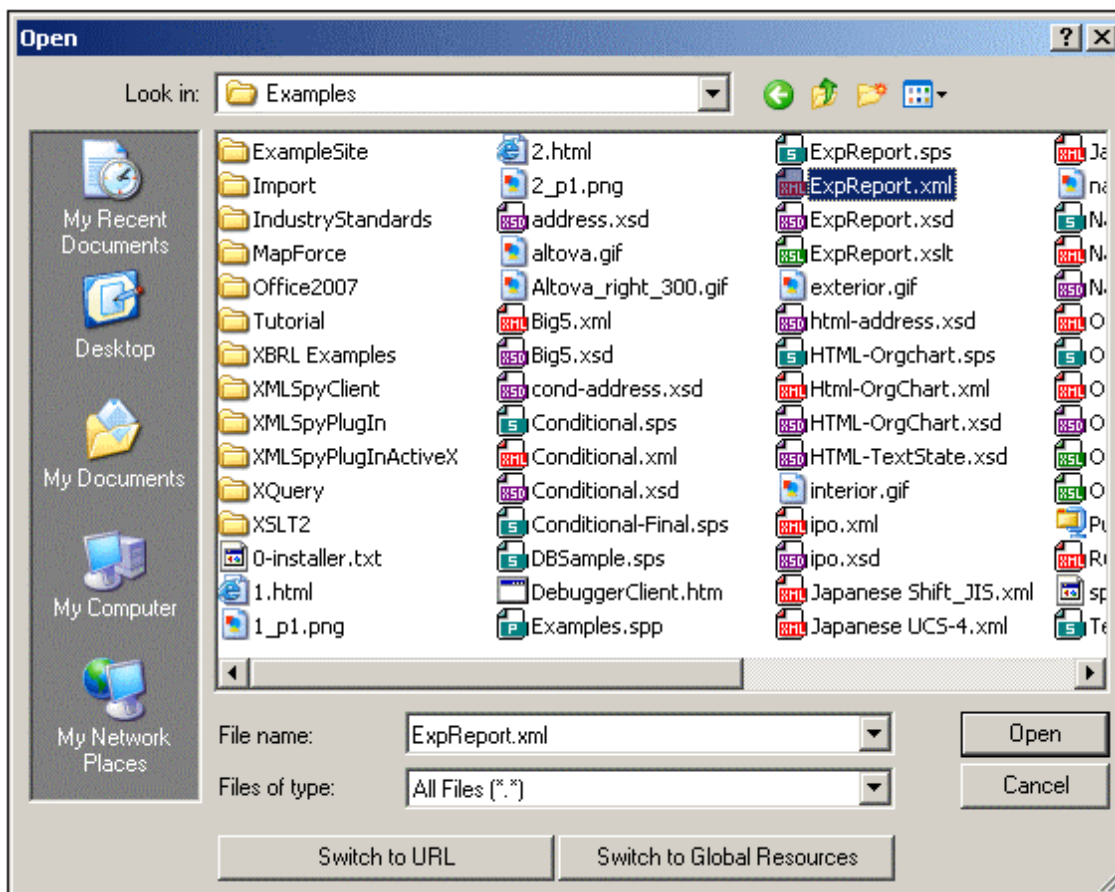 Open
Look in: Examples
My Recent
Documents
Desktop
My Documents
My Computer
My Network
Places
ExampleSite
Import
IndustryStandards
MapForce
Office2007
Tutorial
XBRL Examples
XMLSpyClient
XMLSpyPlugIn
XMLSpyPlugInActiveX
XQuery
XSLT2
0-installer.txt
1.html
1_p1.png
2.html
2_p1.png
address.xsd
altova.gif
Altova_right_300.gif
Big5.xml
Big5.xsd
cond-address.xsd
Conditional.sps
Conditional.xml
Conditional.xsd
Conditional-Final.sps
DBSample.sps
DebuggerClient.htm
Examples.spp
ExpReport.sps
ExpReport.xml
ExpReport.xsd
ExpReport.xslt
exterior.gif
html-address.xsd
HTML-Orgchart.sps
Html-OrgChart.xml
HTML-OrgChart.xsd
HTML-TextState.xsd
interior.gif
ipo.xml
ipo.xsd
Japanese Shift_JIS.xml
Japanese UCS-4.xml
File name: ExpReport.xml Open
Files of type: All Files (*.*) Cancel
Switch to URL Switch to Global Resources